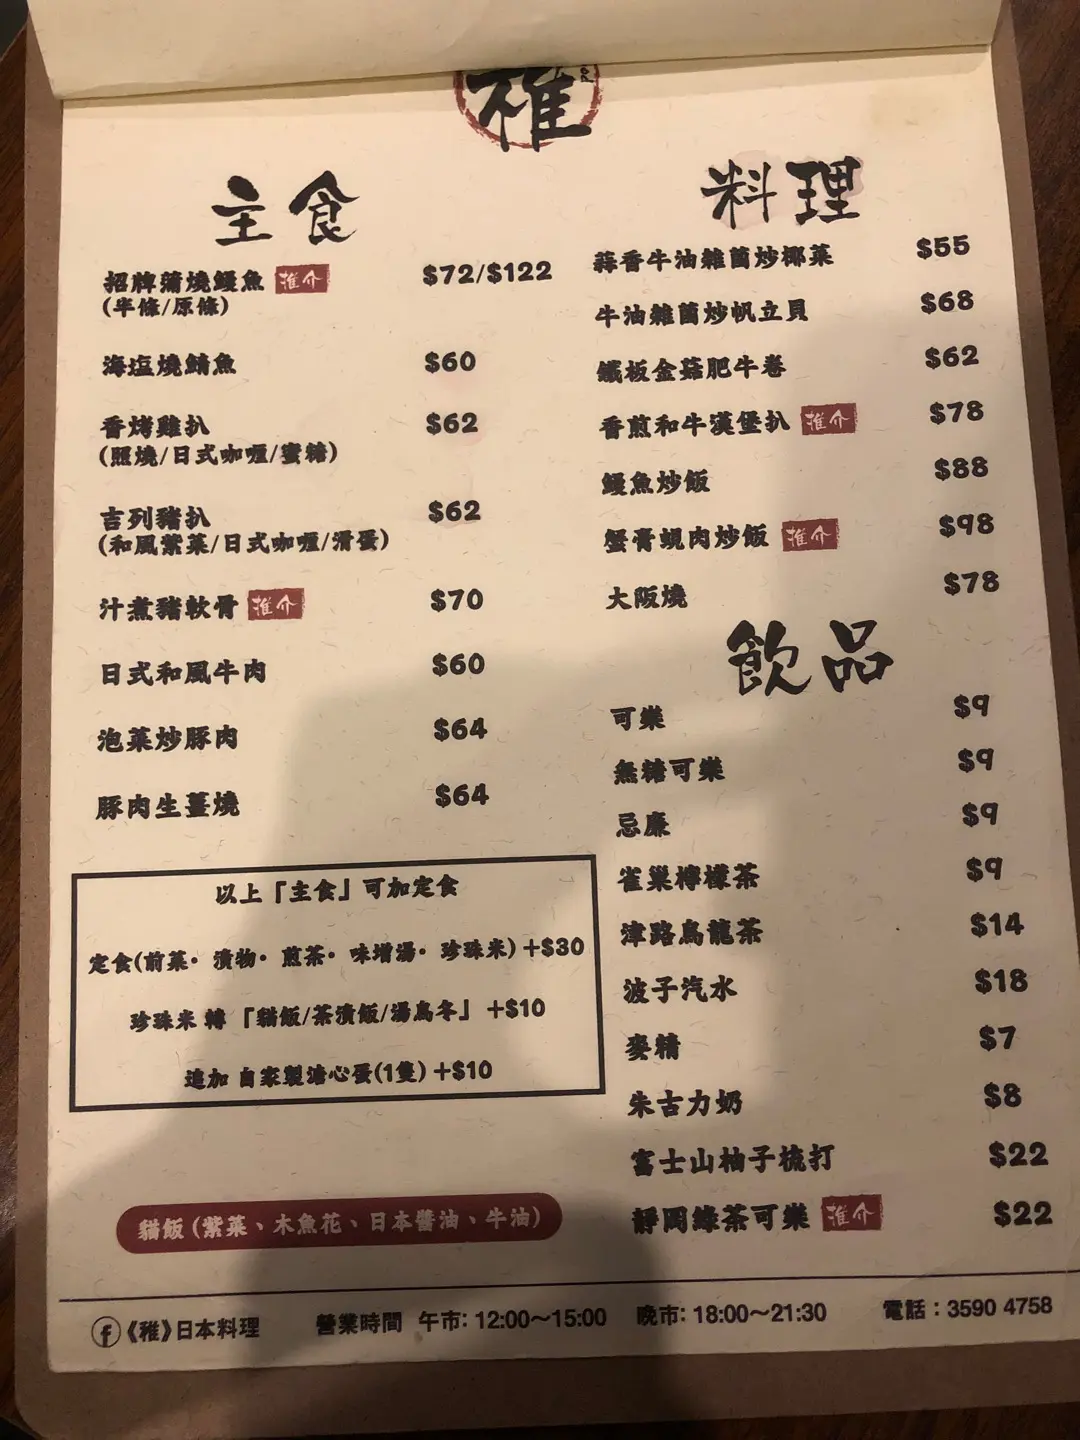 稚
主食
招牌蒲燒鰻魚 推介 $72/$122
(半條/原條)
海塩燒鯖魚 $60
香烤雞扒 $62
(照燒/日式咖喱/蜜糖)
吉列豬扒 $62
(和風紫菜/日式咖喱/滑蛋)
汁煮豬軟骨 推介 $70
日式和風牛肉 $60
泡菜炒豚肉 $64
豚肉生薑燒 $64
以上「主食」可加定食
定食(前菜・漬物・煎茶・味增湯・珍珠米) +$30
珍珠米 轉 「貓飯/茶漬飯/湯烏冬」 +$10
追加 自家製溏心蛋(1隻) +$10
貓飯 (紫菜、木魚花、日本醬油、牛油)
料理
蒜香牛油雜菌炒椰菜 $55
牛油雜菌炒帆立貝 $68
鐵板金菇肥牛卷 $62
香煎和牛漢堡扒 推介 $78
鰻魚炒飯 $88
蟹膏蜆肉炒飯 推介 $98
大阪燒 $78
飲品
可樂 $9
無糖可樂 $9
忌廉 $9
雀巢檸檬茶 $9
津路烏龍茶 $14
波子汽水 $18
麥精 $7
朱古力奶 $8
富士山柚子梳打 $22
靜岡綠茶可樂 推介 $22
f《稚》日本料理 營業時間 午市: 12:00～15:00 晚市: 18:00～21:30 電話：3590 4758